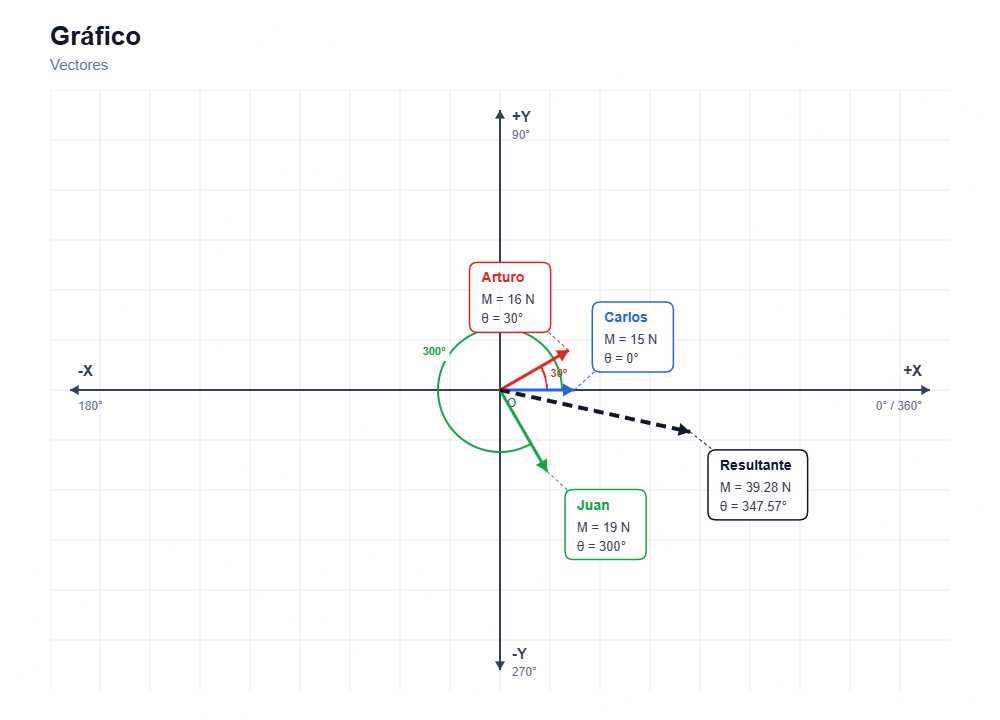 Gráfico
Vectores
+Y
90°
Arturo
M = 16 N
θ = 30°
Carlos
M = 15 N
θ = 0°
300°
30°
-X
180°
+X
0° / 360°
O
Resultante
M = 39.28 N
θ = 347.57°
Juan
M = 19 N
θ = 300°
-Y
270°